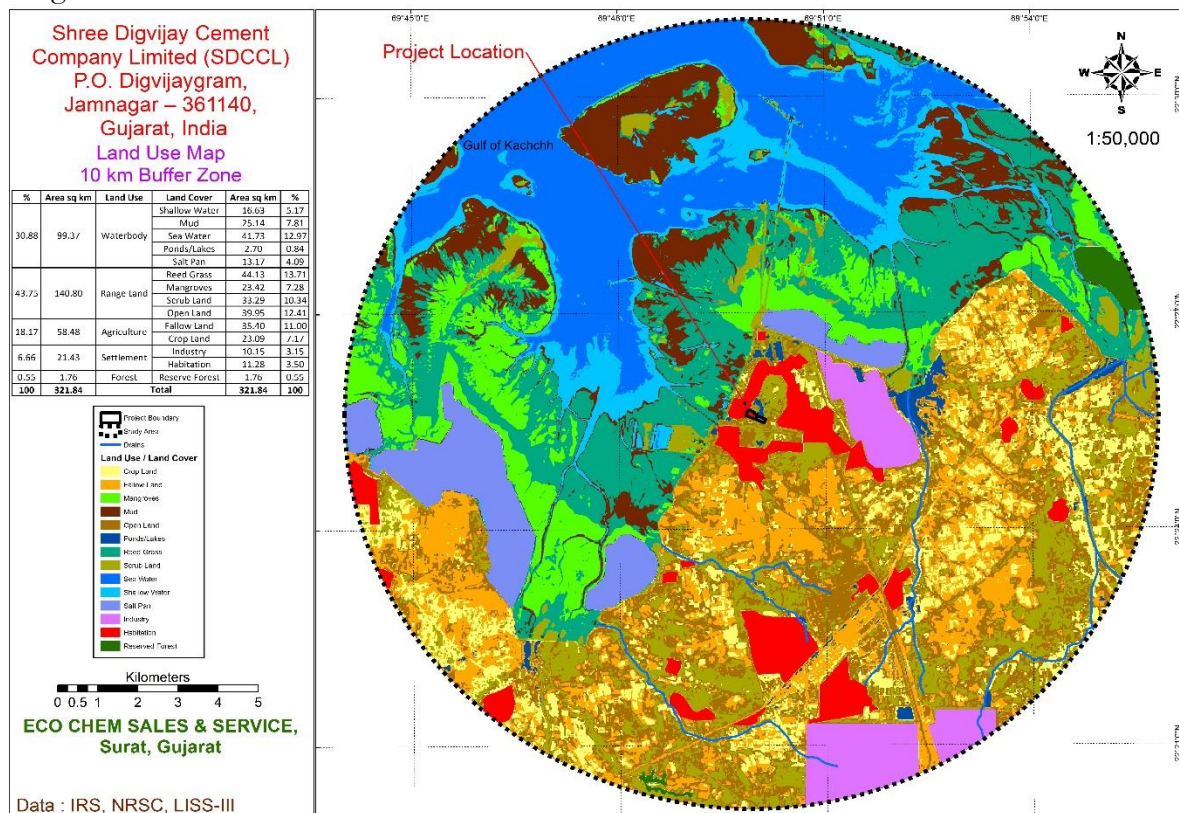 Shree Digvijay Cement
Company Limited (SDCCL)
P.O. Digvijaygram,
Jamnagar – 361140,
Gujarat, India
Land Use Map
10 km Buffer Zone
% Area sq km Land Use Land Cover Area sq km %
30.88 99.37 Waterbody
Shallow Water 16.63 5.17
Mud 25.14 7.81
Sea Water 41.73 12.97
Ponds/Lakes 2.70 0.84
Salt Pan 13.17 4.09
43.75 140.80 Range Land
Reed Grass 44.13 13.71
Mangroves 23.42 7.28
Scrub Land 33.29 10.34
Open Land 39.95 12.41
18.17 58.48 Agriculture
Fallow Land 35.40 11.00
Crop Land 23.09 7.17
6.66 21.43 Settlement
Industry 10.15 3.15
Habitation 11.28 3.50
0.55 1.76 Forest Reserve Forest 1.76 0.55
100 321.84 Total 321.84 100
Project Boundary
Study Area
Drains
Land Use / Land Cover
Crop Land
Fallow Land
Mangroves
Mud
Open Land
Ponds/Lakes
Reed Grass
Scrub Land
Sea Water
Shallow Water
Salt Pan
Industry
Habitation
Reserved Forest
Kilometers
0 0.5 1 2 3 4 5
ECO CHEM SALES & SERVICE,
Surat, Gujarat
Data : IRS, NRSC, LISS-III
69°45'0"E 69°48'0"E 69°51'0"E 69°54'0"E
Project Location
Gulf of Kachchh
N
W E
S
1:50,000